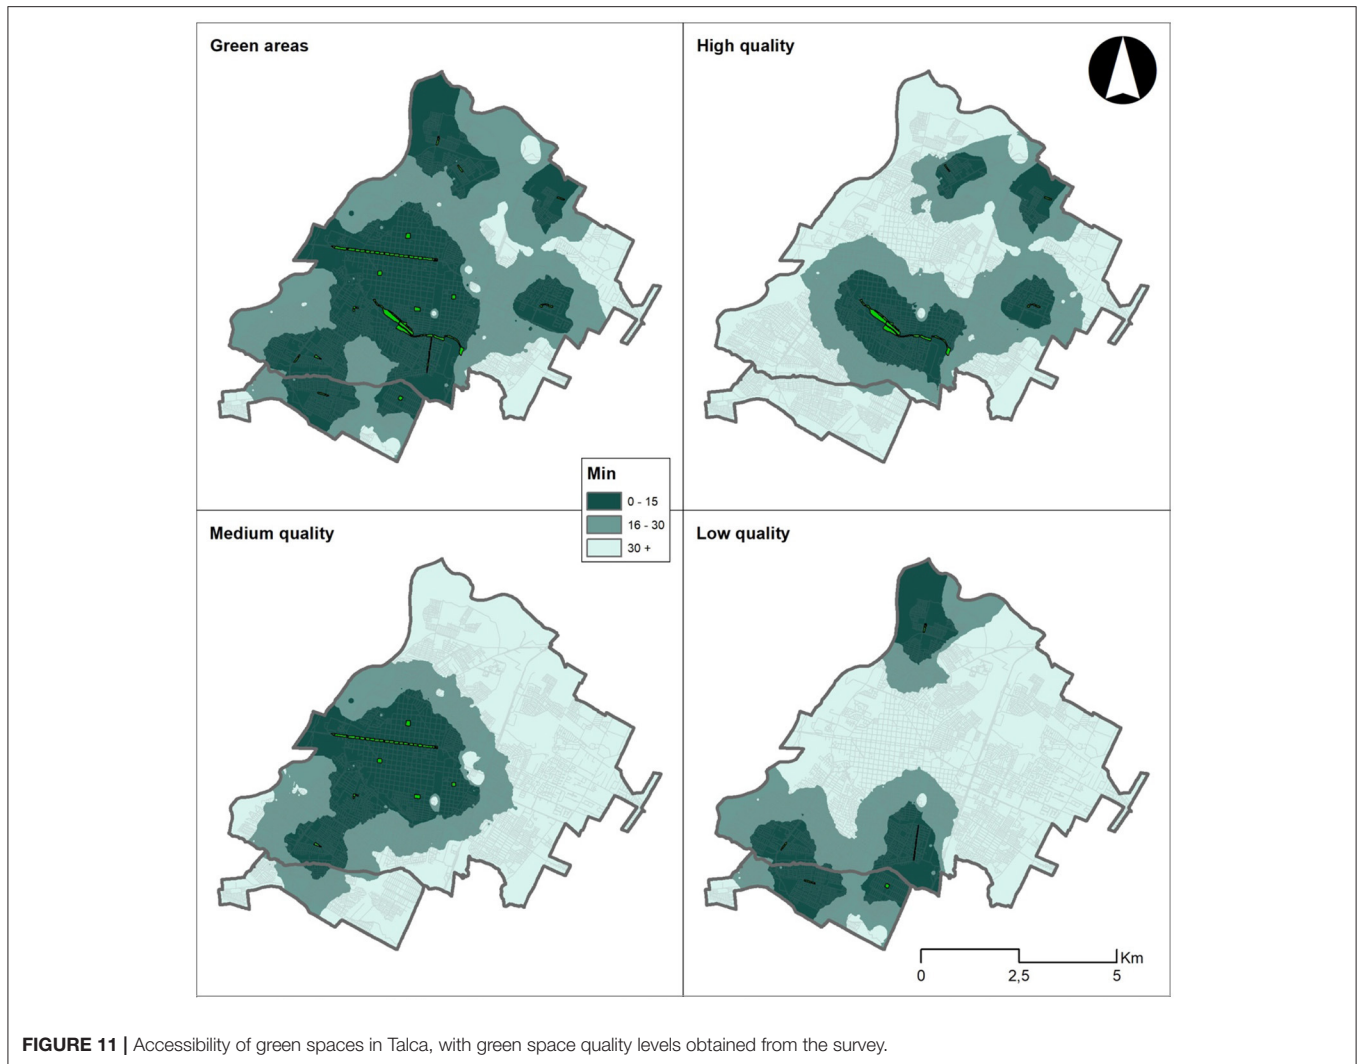 Green areas
High quality
Min
0 - 15
16 - 30
30 +
Medium quality
Low quality
Km
0
2,5
5
FIGURE 11 | Accessibility of green spaces in Talca, with green space quality levels obtained from the survey.